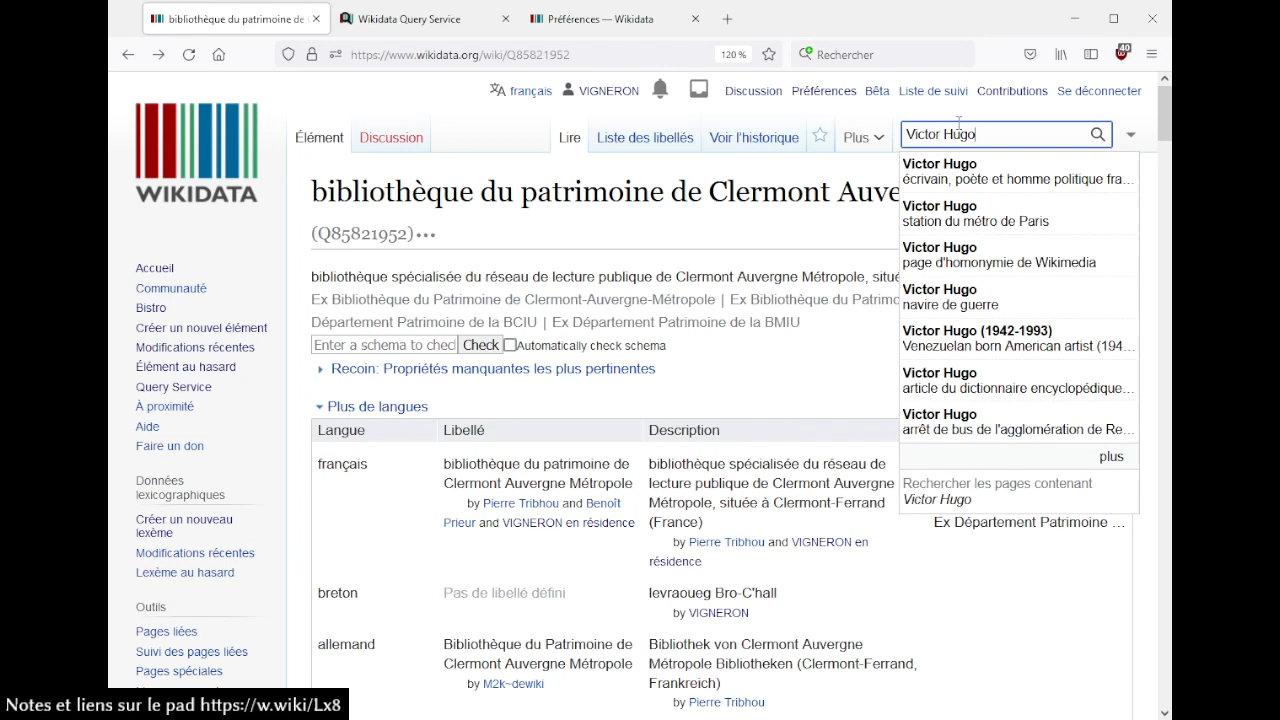 bibliothèque du patrimoine de
Wikidata Query Service
Préférences — Wikidata
https://www.wikidata.org/wiki/Q85821952
120 %
Rechercher
40
français
VIGNERON
Discussion
Préférences
Bêta
Liste de suivi
Contributions
Se déconnecter
WIKIDATA
Élément
Discussion
Lire
Liste des libellés
Voir l'historique
Plus
Victor Hugo
Victor Hugo
écrivain, poète et homme politique fra...
Victor Hugo
station du métro de Paris
Victor Hugo
page d'homonymie de Wikimedia
Victor Hugo
navire de guerre
Victor Hugo (1942-1993)
Venezuelan born American artist (194...
Victor Hugo
article du dictionnaire encyclopédique...
Victor Hugo
arrêt de bus de l'agglomération de Re...
plus
Rechercher les pages contenant
Victor Hugo
bibliothèque du patrimoine de Clermont Auve
(Q85821952)
bibliothèque spécialisée du réseau de lecture publique de Clermont Auvergne Métropole, situé
Ex Bibliothèque du Patrimoine de Clermont-Auvergne-Métropole | Ex Bibliothèque du Patrimo
Département Patrimoine de la BCIU | Ex Département Patrimoine de la BMIU
Enter a schema to chec
Check
Automatically check schema
Recoin: Propriétés manquantes les plus pertinentes
Plus de langues
Langue
Libellé
Description
français
bibliothèque du patrimoine de
Clermont Auvergne Métropole
by Pierre Tribhou and Benoît
Prieur and VIGNERON en résidence
bibliothèque spécialisée du réseau de
lecture publique de Clermont Auvergne
Métropole, située à Clermont-Ferrand
(France)
by Pierre Tribhou and VIGNERON en
résidence
Ex Département Patrimoine ...
breton
Pas de libellé défini
levraoueg Bro-C'hall
by VIGNERON
allemand
Bibliothèque du Patrimoine de
Clermont Auvergne Métropole
by M2k~dewiki
Bibliothek von Clermont Auvergne
Métropole Bibliotheken (Clermont-Ferrand,
Frankreich)
by Pierre Tribhou
Accueil
Communauté
Bistro
Créer un nouvel élément
Modifications récentes
Élément au hasard
Query Service
À proximité
Aide
Faire un don
Données
lexicographiques
Créer un nouveau
lexème
Modifications récentes
Lexème au hasard
Outils
Pages liées
Suivi des pages liées
Pages spéciales
Notes et liens sur le pad https://w.wiki/Lx8